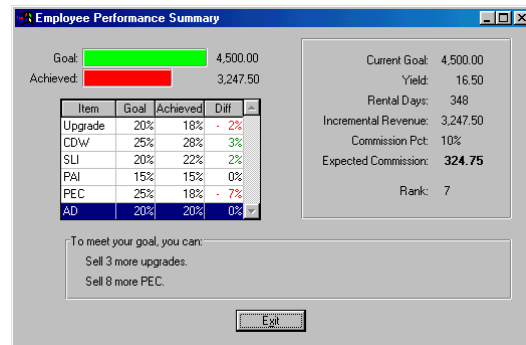 Employee Performance Summary
Goal: 4,500.00
Achieved: 3,247.50
Item Goal Achieved Diff
Upgrade 20% 18% - 2%
CDW 25% 28% 3%
SLI 20% 22% 2%
PAI 15% 15% 0%
PEC 25% 18% - 7%
AD 20% 20% 0%
Current Goal: 4,500.00
Yield: 16.50
Rental Days: 348
Incremental Revenue: 3,247.50
Commission Pct: 10%
Expected Commission: 324.75
Rank: 7
To meet your goal, you can:
Sell 3 more upgrades.
Sell 8 more PEC.
Exit